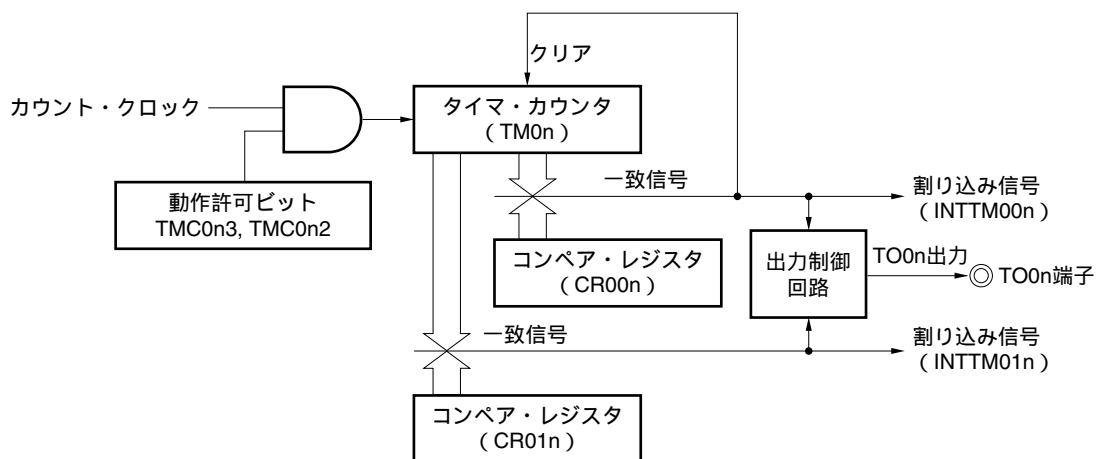 クリア
カウント・クロック
タイマ・カウンタ
（TM0n）
動作許可ビット
TMC0n3, TMC0n2
一致信号
割り込み信号
（INTTM00n）
コンペア・レジスタ
（CR00n）
出力制御
回路
TO0n出力
TO0n端子
一致信号
割り込み信号
（INTTM01n）
コンペア・レジスタ
（CR01n）